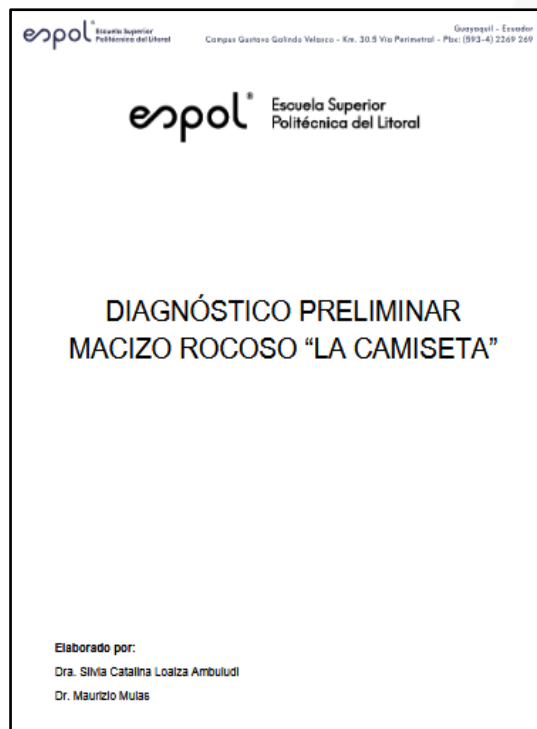 espol Escuela Superior
Politécnica del Litoral
Guayaquil - Ecuador
Campus Gustavo Galindo Velasco - Km. 30.5 Vía Perimetral - Pbx: (593-4) 2269 269
espol® Escuela Superior
Politécnica del Litoral
DIAGNÓSTICO PRELIMINAR
MACIZO ROCOSO “LA CAMISETA”
Elaborado por:
Dra. Silvia Catalina Loaiza Ambuludi
Dr. Maurizio Mulas